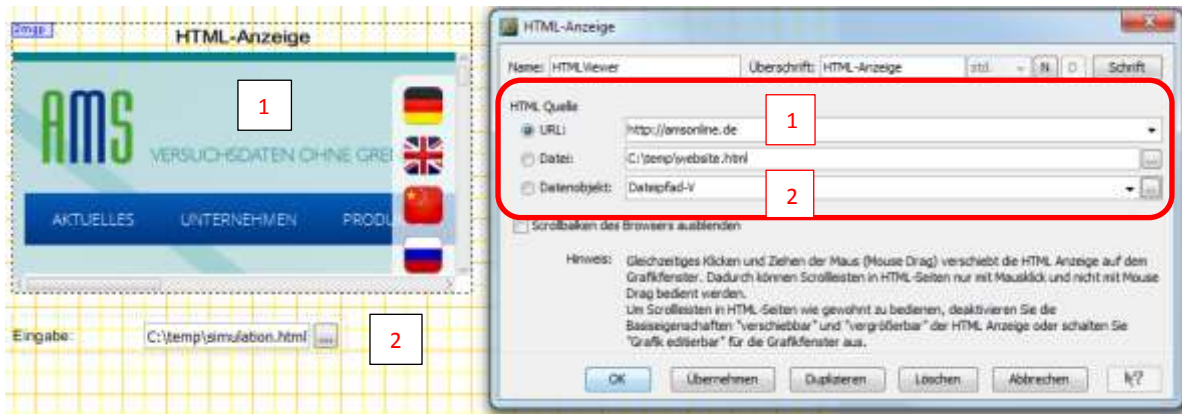 2mgp
HTML-Anzeige
1
AMS
VERSUCHSDATEN OHNE GRE
AKTUELLES UNTERNEHMEN PRODU
Eingabe: C:\temp\simulation.html ...
2
HTML-Anzeige
Name: HTMLViewer Überschrift: HTML-Anzeige std. N D Schrift
HTML Quelle
1
URL: http://amsonline.de
Datei: C:\temp\website.html ...
Datenobjekt: Dateipfad-V ...
2
Scrollbalken des Browsers ausblenden
Hinweis: Gleichzeitiges Klicken und Ziehen der Maus (Mouse Drag) verschiebt die HTML Anzeige auf dem
Grafikfenster. Dadurch können Scrollleisten in HTML-Seiten nur mit Mausklick und nicht mit Mouse
Drag bedient werden.
Um Scrollleisten in HTML-Seiten wie gewohnt zu bedienen, deaktivieren Sie die
Basiseigenschaften "verschiebbar" und "vergrößerbar" der HTML Anzeige oder schalten Sie
"Grafik editierbar" für die Grafikfenster aus.
OK Übernehmen Duplizieren Löschen Abbrechen